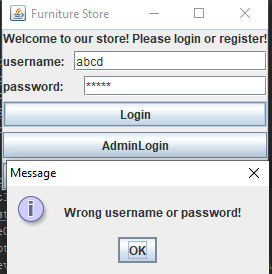 Furniture Store
Welcome to our store! Please login or register!
username: abcd
password: *****
Login
AdminLogin
Message
Wrong username or password!
OK